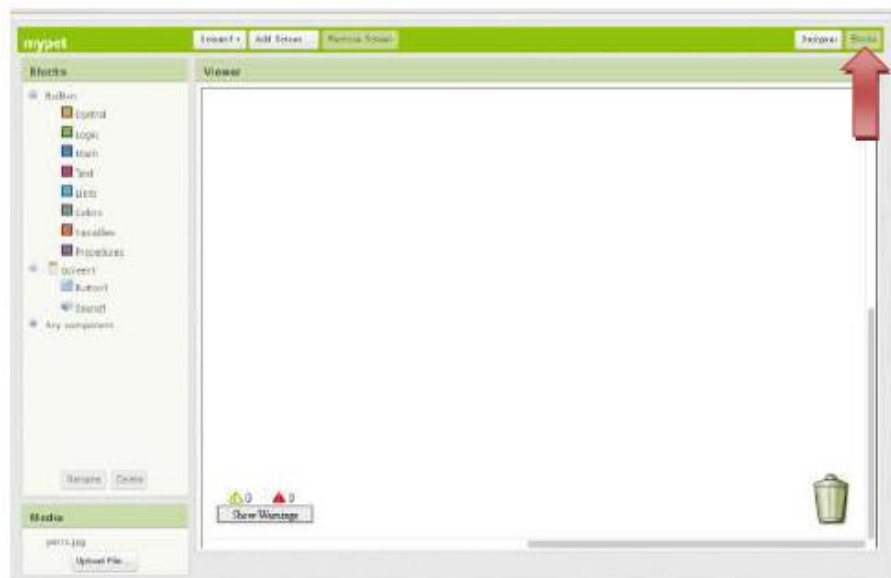 mypet
Screen1 Add Screen ... Remove Screen
Designer Blocks
Blocks
Viewer
Built-in
Control
Logic
Math
Text
Lists
Colors
Variables
Procedures
Screen1
Button1
Sound1
Any component
Rename Delete
0 0
Show Warnings
Media
Upload File ...